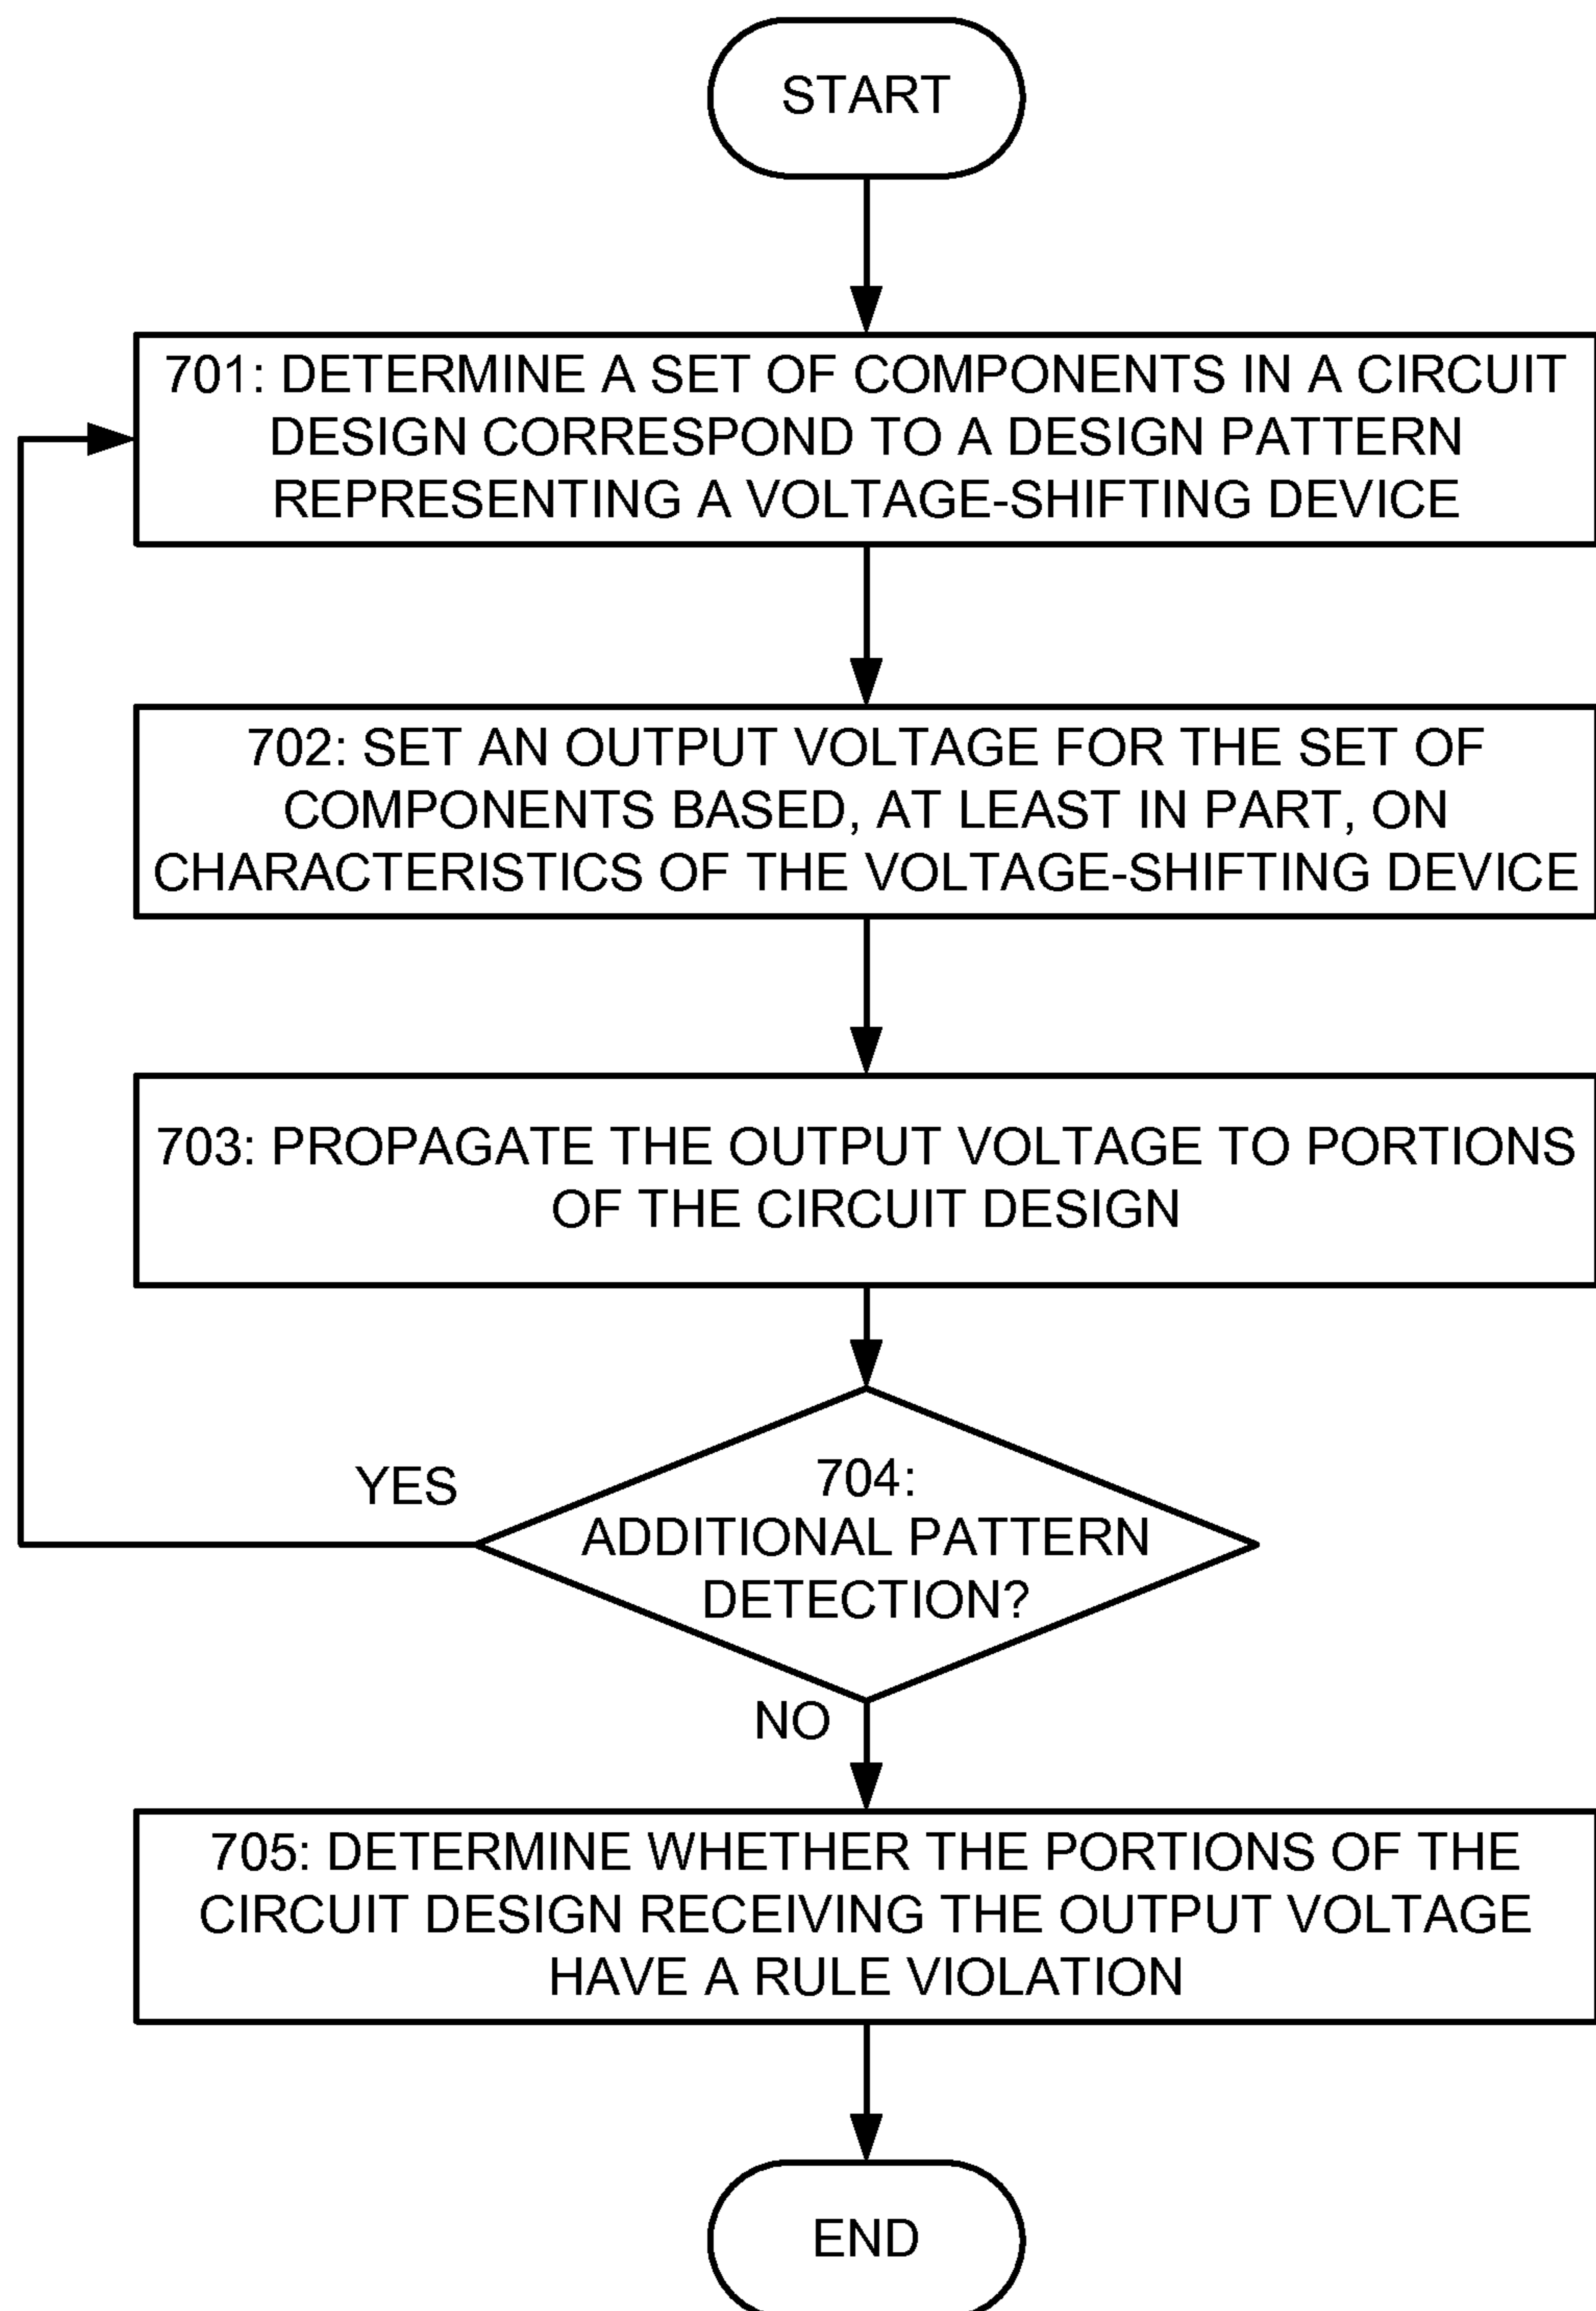 START
701: DETERMINE A SET OF COMPONENTS IN A CIRCUIT
DESIGN CORRESPOND TO A DESIGN PATTERN
REPRESENTING A VOLTAGE-SHIFTING DEVICE
702: SET AN OUTPUT VOLTAGE FOR THE SET OF
COMPONENTS BASED, AT LEAST IN PART, ON
CHARACTERISTICS OF THE VOLTAGE-SHIFTING DEVICE
703: PROPAGATE THE OUTPUT VOLTAGE TO PORTIONS
OF THE CIRCUIT DESIGN
YES
704:
ADDITIONAL PATTERN
DETECTION?
NO
705: DETERMINE WHETHER THE PORTIONS OF THE
CIRCUIT DESIGN RECEIVING THE OUTPUT VOLTAGE
HAVE A RULE VIOLATION
END